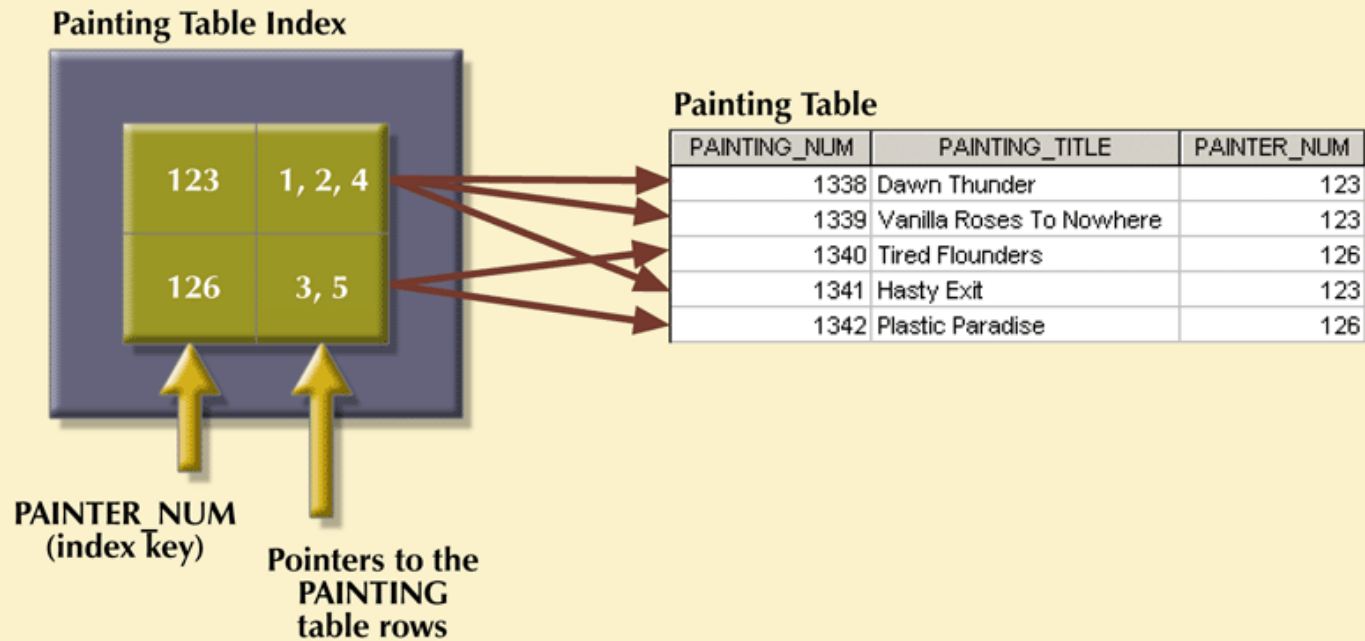 Painting Table Index
123 1, 2, 4
126 3, 5
PAINTER_NUM
(index key)
Pointers to the
PAINTING
table rows
Painting Table
PAINTING_NUM PAINTING_TITLE PAINTER_NUM
1338 Dawn Thunder 123
1339 Vanilla Roses To Nowhere 123
1340 Tired Flounders 126
1341 Hasty Exit 123
1342 Plastic Paradise 126